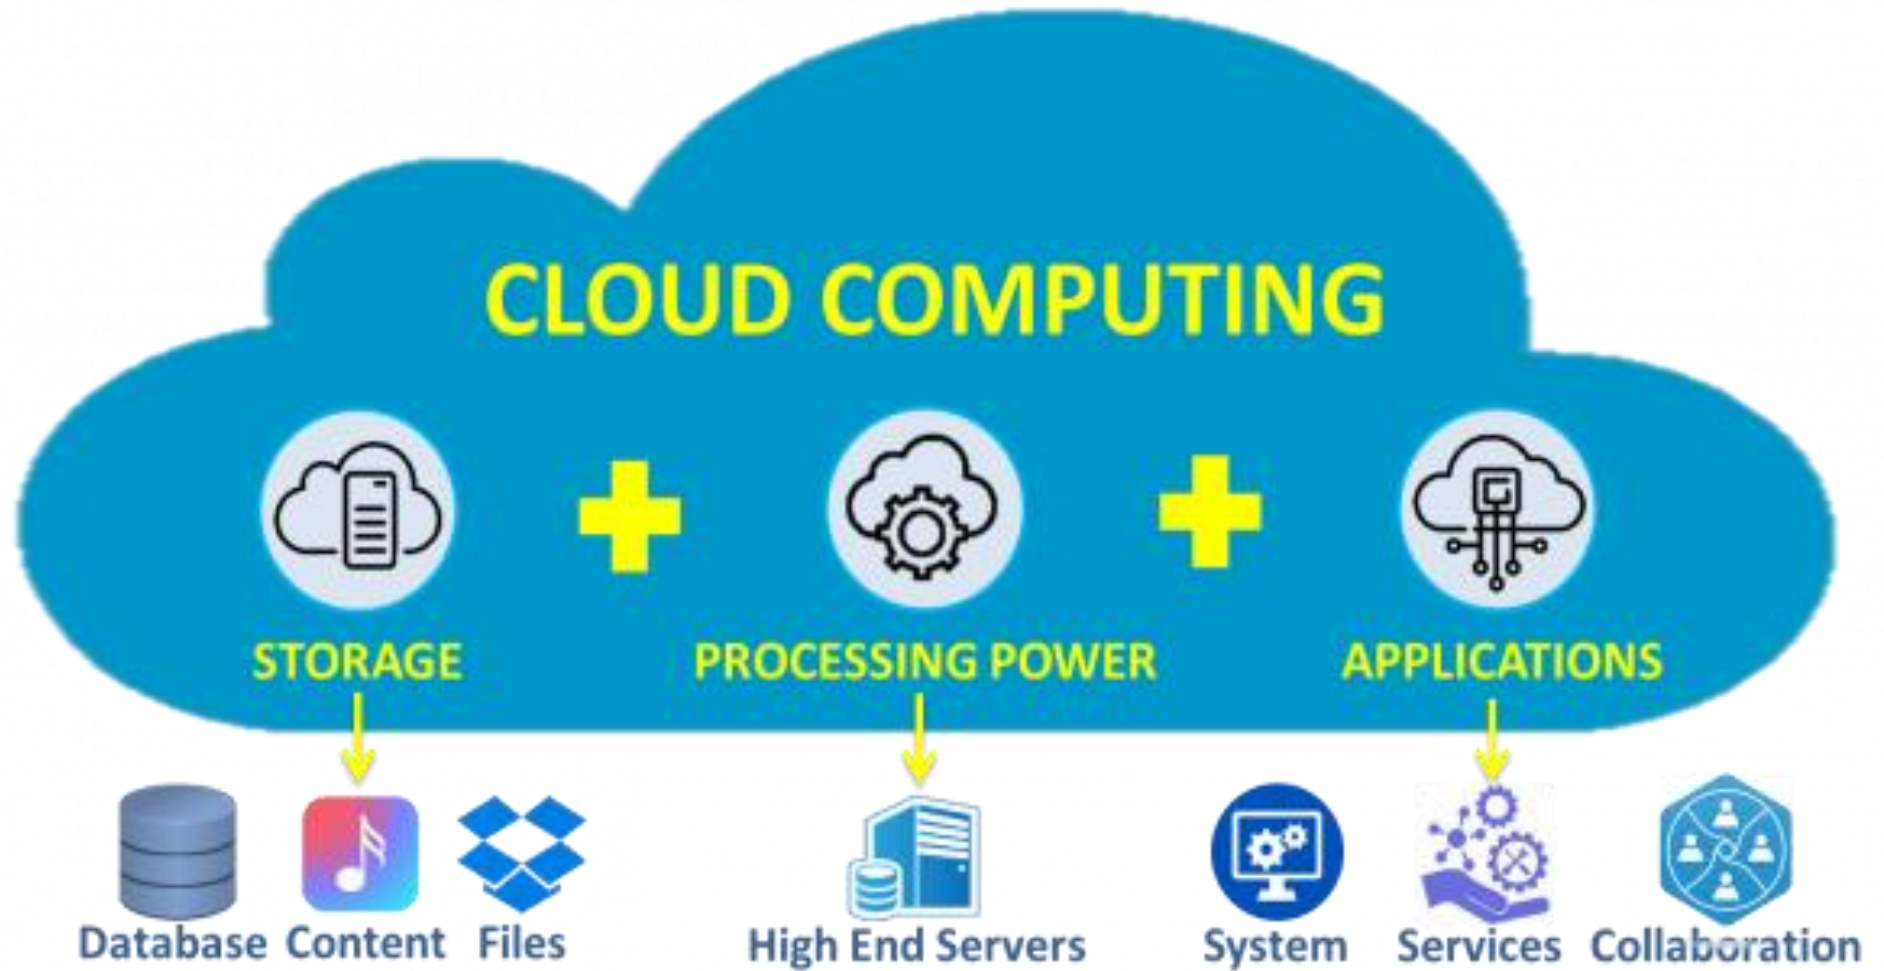 CLOUD COMPUTING
STORAGE PROCESSING POWER APPLICATIONS
Database Content Files High End Servers System Services Collaboration